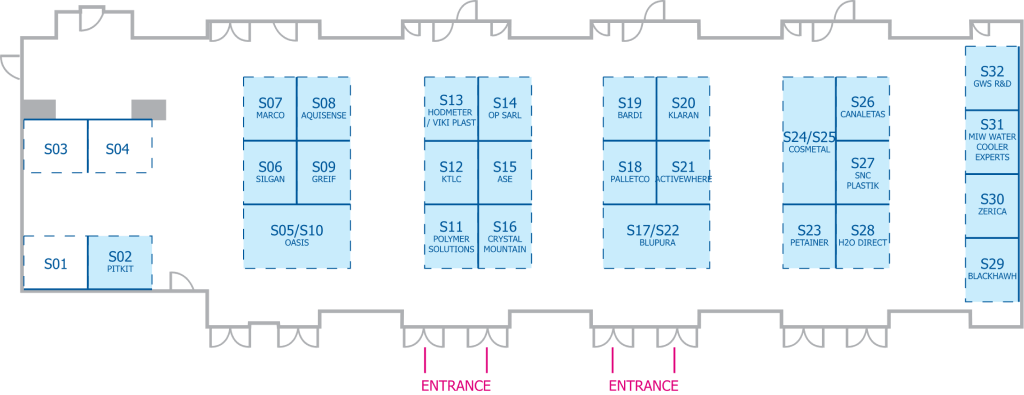 S03
S04
S01
S02
PITKIT
S07
MARCO
S08
AQUISENSE
S06
SILGAN
S09
GREIF
S05/S10
OASIS
S13
HODMETER
/ VIKI PLAST
S14
OP SARL
S12
KTLC
S15
ASE
S11
POLYMER
SOLUTIONS
S16
CRYSTAL
MOUNTAIN
S19
BARDI
S20
KLARAN
S18
PALLETCO
S21
ACTIVEWHERE
S17/S22
BLUPURA
S24/S25
COSMETAL
S26
CANALETAS
S27
SNC
PLASTIK
S23
PETAINER
S28
H2O DIRECT
S32
GWS R&D
S31
MIW WATER
COOLER
EXPERTS
S30
ZERICA
S29
BLACKHAWH
ENTRANCE
ENTRANCE